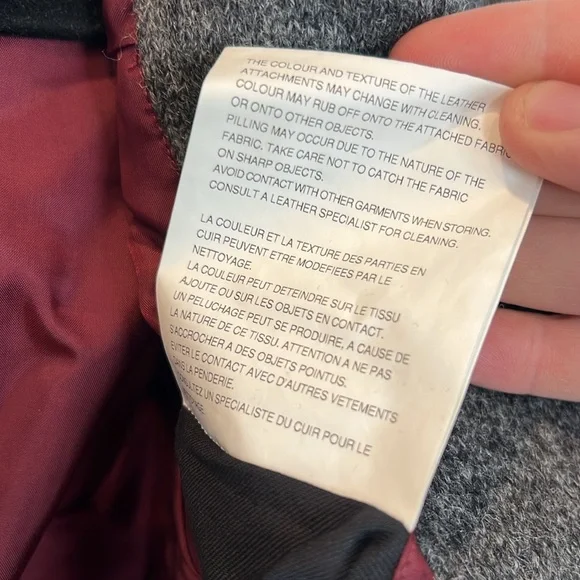 THE COLOUR AND TEXTURE OF THE LEATHER
ATTACHMENTS MAY CHANGE WITH CLEANING.
COLOUR MAY RUB OFF ONTO THE ATTACHED FABRIC
OR ONTO OTHER OBJECTS.
PILLING MAY OCCUR DUE TO THE NATURE OF THE
FABRIC. TAKE CARE NOT TO CATCH THE FABRIC
ON SHARP OBJECTS.
AVOID CONTACT WITH OTHER GARMENTS WHEN STORING.
CONSULT A LEATHER SPECIALIST FOR CLEANING.
LA COULEUR ET LA TEXTURE DES PARTIES EN
CUIR PEUVENT ETRE MODEFIEES PAR LE
NETTOYAGE.
LA COULEUR PEUT DETEINDRE SUR LE TISSU
AJOUTE OU SUR LES OBJETS EN CONTACT.
UN PELUCHAGE PEUT SE PRODUIRE, A CAUSE DE
LA NATURE DE CE TISSU. ATTENTION A NE PAS
S'ACCROCHER A DES OBJETS POINTUS.
EVITER LE CONTACT AVEC D'AUTRES VETEMENTS
DANS LA PENDERIE.
UN SPECIALISTE DU CUIR POUR LE